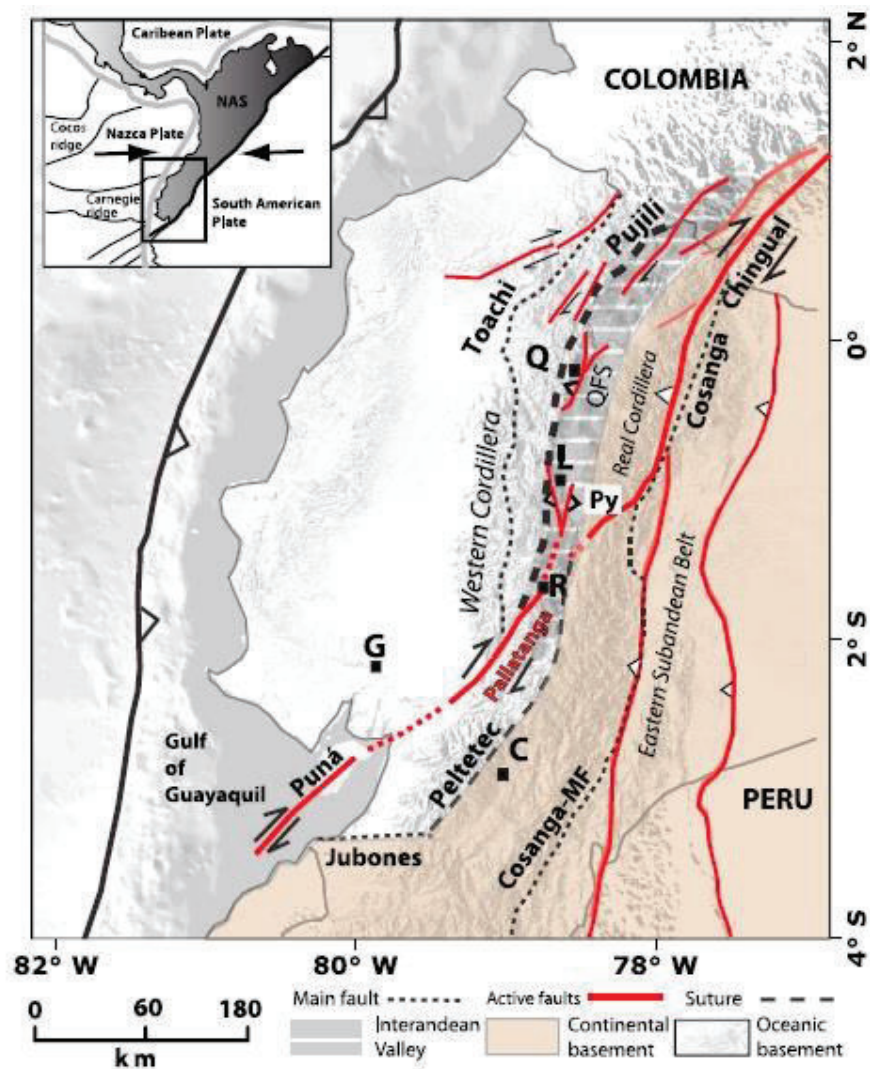 Caribean Plate
NAS
Cocos
ridge
Nazca Plate
Carnegie
ridge
South American
Plate
COLOMBIA
2° N
0°
2° S
4° S
Pujili
Toachi
Chingual
Cosanga
Q
QFS
Real Cordillera
Western Cordillera
L
Py
R
Pallatanga
Eastern Subandean Belt
G
Gulf
of
Guayaquil
Puná
Peltetec
C
Cosanga-MF
PERU
Jubones
82° W
80° W
78° W
0 60 180
km
Main fault
Active faults
Suture
Interandean
Valley
Continental
basement
Oceanic
basement